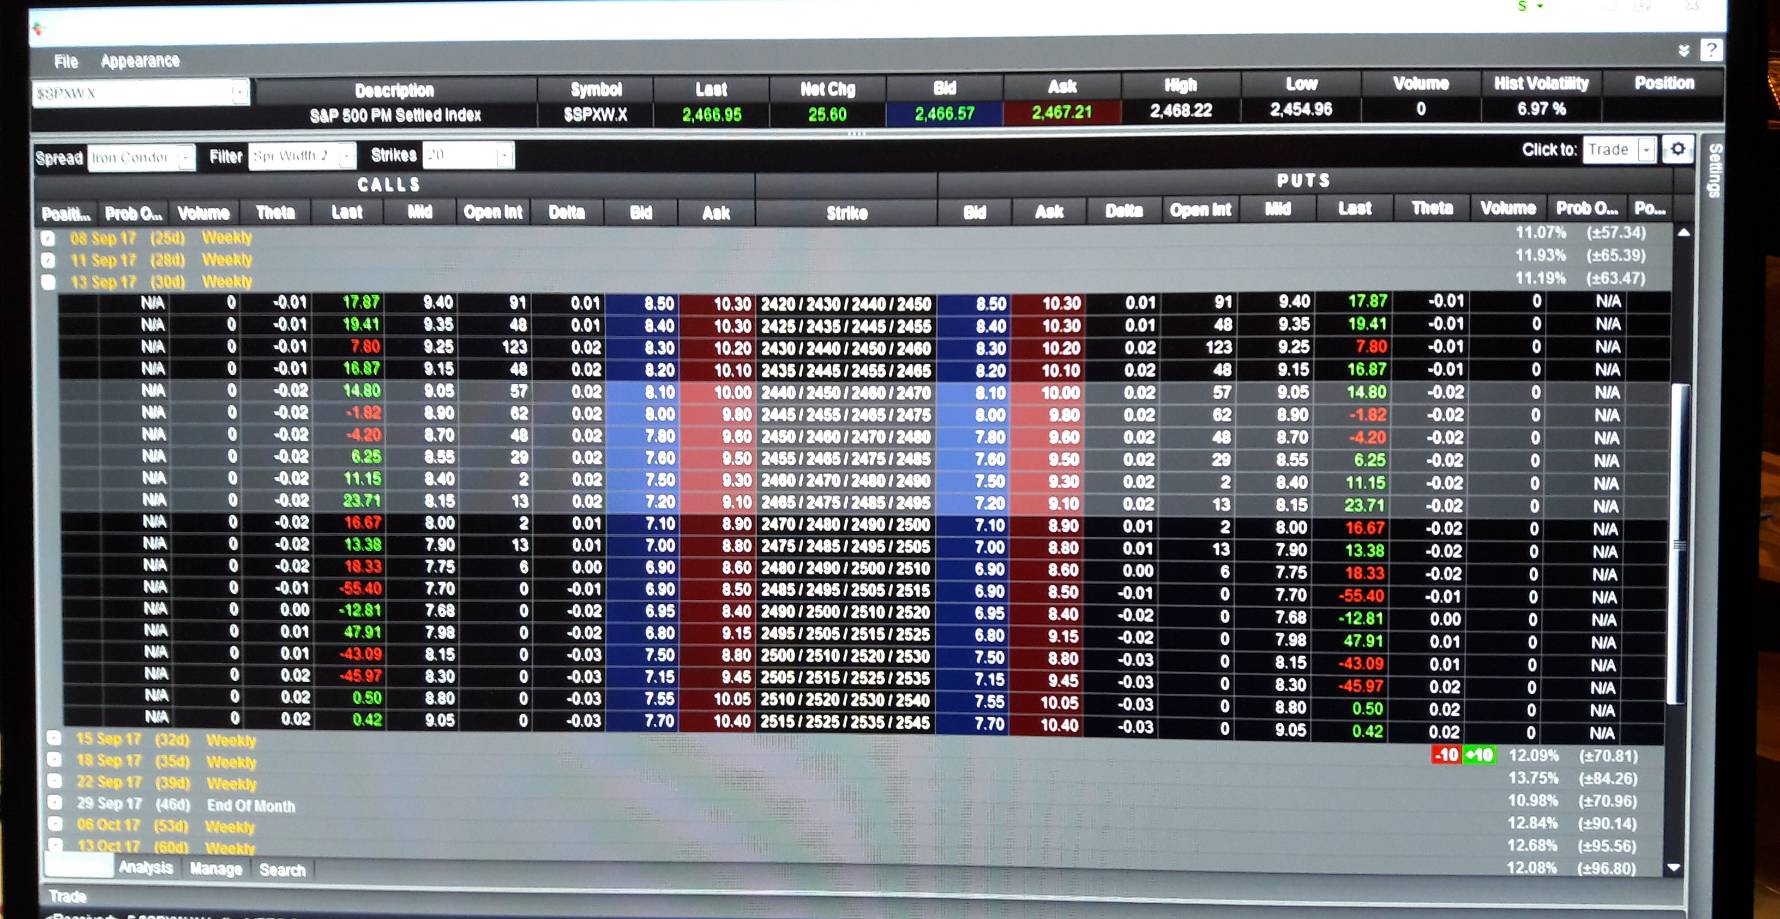 S
File Appearance ?
$SPXW.X Description Symbol Last Net Chg Bid Ask High Low Volume Hist Volatility Position
S&P 500 PM Settled Index $SPXW.X 2,466.95 25.60 2,466.57 2,467.21 2,468.22 2,454.96 0 6.97 %
Spread Iron Condor Filter Spr Width 2 Strikes 20 Click to: Trade
Settings
CALLS PUTS
Positi... Prob O... Volume Theta Last Mid Open Int Delta Bid Ask Strike Bid Ask Delta Open Int Mid Last Theta Volume Prob O... Po...
08 Sep 17 (25d) Weekly 11.07% (±57.34)
11 Sep 17 (28d) Weekly 11.93% (±65.39)
13 Sep 17 (30d) Weekly 11.19% (±63.47)
N/A 0 -0.01 17.87 9.40 91 0.01 8.50 10.30 2420 / 2430 / 2440 / 2450 8.50 10.30 0.01 91 9.40 17.87 -0.01 0 N/A
N/A 0 -0.01 19.41 9.35 48 0.01 8.40 10.30 2425 / 2435 / 2445 / 2455 8.40 10.30 0.01 48 9.35 19.41 -0.01 0 N/A
N/A 0 -0.01 7.80 9.25 123 0.02 8.30 10.20 2430 / 2440 / 2450 / 2460 8.30 10.20 0.02 123 9.25 7.80 -0.01 0 N/A
N/A 0 -0.01 16.87 9.15 48 0.02 8.20 10.10 2435 / 2445 / 2455 / 2465 8.20 10.10 0.02 48 9.15 16.87 -0.01 0 N/A
N/A 0 -0.02 14.80 9.05 57 0.02 8.10 10.00 2440 / 2450 / 2460 / 2470 8.10 10.00 0.02 57 9.05 14.80 -0.02 0 N/A
N/A 0 -0.02 -1.82 8.90 62 0.02 8.00 9.80 2445 / 2455 / 2465 / 2475 8.00 9.80 0.02 62 8.90 -1.82 -0.02 0 N/A
N/A 0 -0.02 -4.20 8.70 48 0.02 7.80 9.60 2450 / 2460 / 2470 / 2480 7.80 9.60 0.02 48 8.70 -4.20 -0.02 0 N/A
N/A 0 -0.02 6.25 8.55 29 0.02 7.60 9.50 2455 / 2465 / 2475 / 2485 7.60 9.50 0.02 29 8.55 6.25 -0.02 0 N/A
N/A 0 -0.02 11.15 8.40 2 0.02 7.50 9.30 2460 / 2470 / 2480 / 2490 7.50 9.30 0.02 2 8.40 11.15 -0.02 0 N/A
N/A 0 -0.02 23.71 8.15 13 0.02 7.20 9.10 2465 / 2475 / 2485 / 2495 7.20 9.10 0.02 13 8.15 23.71 -0.02 0 N/A
N/A 0 -0.02 16.67 8.00 2 0.01 7.10 8.90 2470 / 2480 / 2490 / 2500 7.10 8.90 0.01 2 8.00 16.67 -0.02 0 N/A
N/A 0 -0.02 13.38 7.90 13 0.01 7.00 8.80 2475 / 2485 / 2495 / 2505 7.00 8.80 0.01 13 7.90 13.38 -0.02 0 N/A
N/A 0 -0.02 18.33 7.75 6 0.00 6.90 8.60 2480 / 2490 / 2500 / 2510 6.90 8.60 0.00 6 7.75 18.33 -0.02 0 N/A
N/A 0 -0.01 -55.40 7.70 0 -0.01 6.90 8.50 2485 / 2495 / 2505 / 2515 6.90 8.50 -0.01 0 7.70 -55.40 -0.01 0 N/A
N/A 0 0.00 -12.81 7.68 0 -0.02 6.95 8.40 2490 / 2500 / 2510 / 2520 6.95 8.40 -0.02 0 7.68 -12.81 0.00 0 N/A
N/A 0 0.01 47.91 7.98 0 -0.02 6.80 9.15 2495 / 2505 / 2515 / 2525 6.80 9.15 -0.02 0 7.98 47.91 0.01 0 N/A
N/A 0 0.01 -43.09 8.15 0 -0.03 7.50 8.80 2500 / 2510 / 2520 / 2530 7.50 8.80 -0.03 0 8.15 -43.09 0.01 0 N/A
N/A 0 0.02 -45.97 8.30 0 -0.03 7.15 9.45 2505 / 2515 / 2525 / 2535 7.15 9.45 -0.03 0 8.30 -45.97 0.02 0 N/A
N/A 0 0.02 0.50 8.80 0 -0.03 7.55 10.05 2510 / 2520 / 2530 / 2540 7.55 10.05 -0.03 0 8.80 0.50 0.02 0 N/A
N/A 0 0.02 0.42 9.05 0 -0.03 7.70 10.40 2515 / 2525 / 2535 / 2545 7.70 10.40 -0.03 0 9.05 0.42 0.02 0 N/A
15 Sep 17 (32d) Weekly -10 +10 12.09% (±70.81)
18 Sep 17 (35d) Weekly 13.75% (±84.26)
22 Sep 17 (39d) Weekly 10.98% (±70.96)
29 Sep 17 (46d) End Of Month 12.84% (±90.14)
06 Oct 17 (53d) Weekly 12.68% (±95.56)
13 Oct 17 (60d) Weekly 12.08% (±96.80)
Analysis Manage Search
Trade